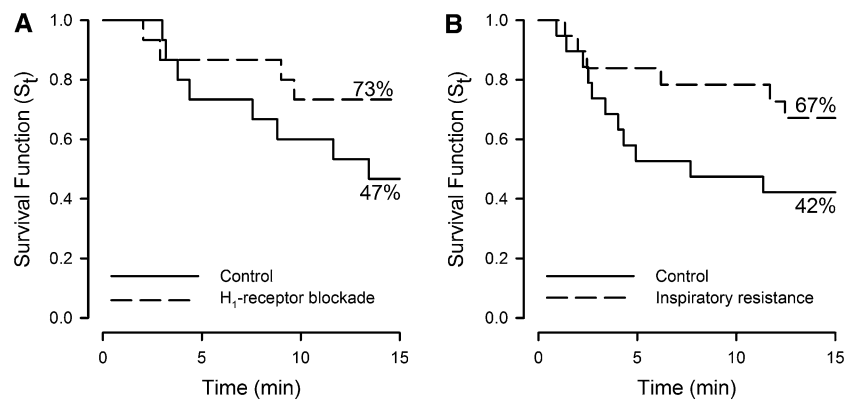 A
Survival Function (St)
1.0
0.8
0.6
0.4
0.2
0.0
73%
47%
Control
H1-receptor blockade
0 5 10 15
Time (min)
B
Survival Function (St)
1.0
0.8
0.6
0.4
0.2
0.0
67%
42%
Control
Inspiratory resistance
0 5 10 15
Time (min)